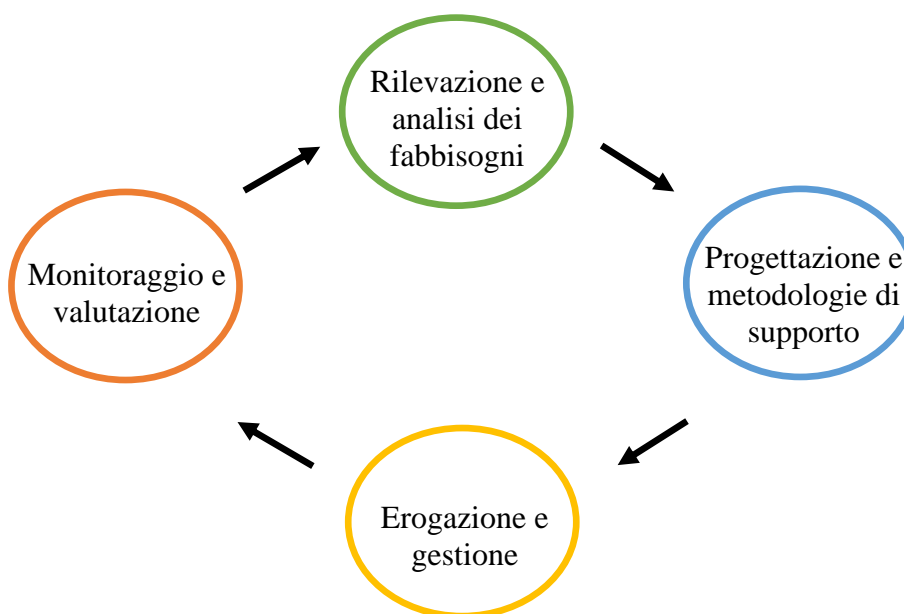 Rilevazione e
analisi dei
fabbisogni
Progettazione e
metodologie di
supporto
Erogazione e
gestione
Monitoraggio e
valutazione